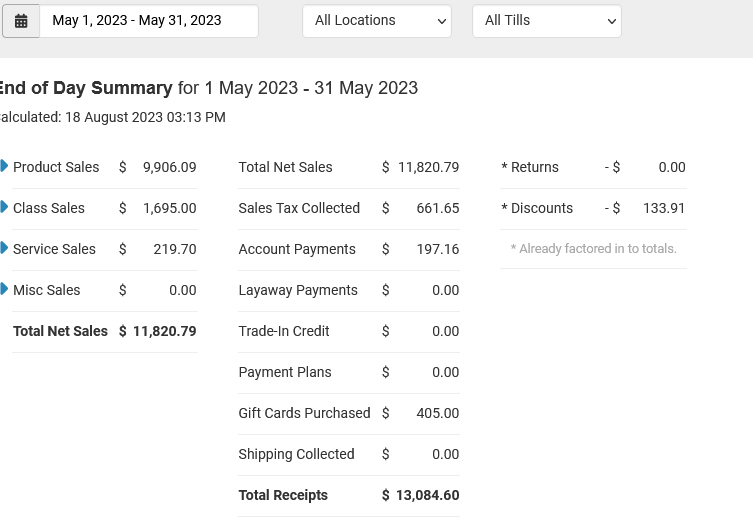 May 1, 2023 - May 31, 2023 All Locations All Tills
End of Day Summary for 1 May 2023 - 31 May 2023
alculated: 18 August 2023 03:13 PM
Product Sales $ 9,906.09 Total Net Sales $ 11,820.79 * Returns - $ 0.00
Class Sales $ 1,695.00 Sales Tax Collected $ 661.65 * Discounts - $ 133.91
Service Sales $ 219.70 Account Payments $ 197.16 * Already factored in to totals.
Misc Sales $ 0.00 Layaway Payments $ 0.00
Total Net Sales $ 11,820.79 Trade-In Credit $ 0.00
Payment Plans $ 0.00
Gift Cards Purchased $ 405.00
Shipping Collected $ 0.00
Total Receipts $ 13,084.60